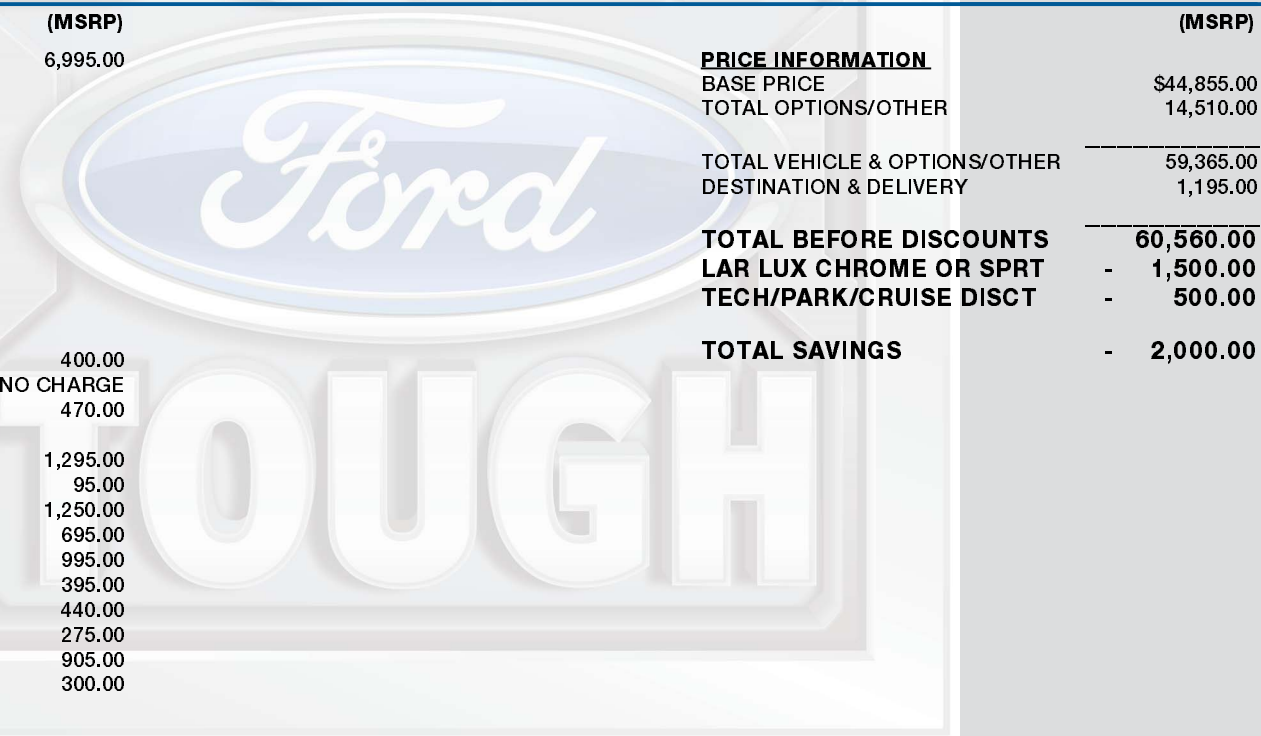 (MSRP)
6,995.00
400.00
NO CHARGE
470.00
1,295.00
95.00
1,250.00
695.00
995.00
395.00
440.00
275.00
905.00
300.00
Ford
TOUGH
(MSRP)
PRICE INFORMATION
BASE PRICE $44,855.00
TOTAL OPTIONS/OTHER 14,510.00
TOTAL VEHICLE & OPTIONS/OTHER 59,365.00
DESTINATION & DELIVERY 1,195.00
TOTAL BEFORE DISCOUNTS 60,560.00
LAR LUX CHROME OR SPRT - 1,500.00
TECH/PARK/CRUISE DISCT - 500.00
TOTAL SAVINGS - 2,000.00